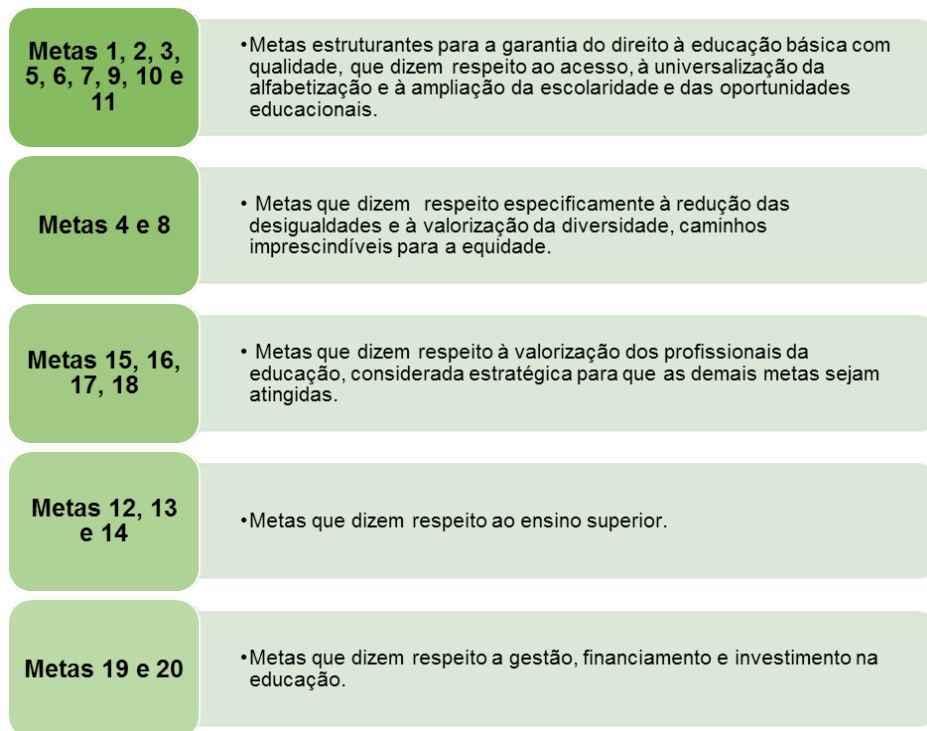 Metas 1, 2, 3,
5, 6, 7, 9, 10 e
11
•Metas estruturantes para a garantia do direito à educação básica com
qualidade, que dizem respeito ao acesso, à universalização da
alfabetização e à ampliação da escolaridade e das oportunidades
educacionais.
Metas 4 e 8
• Metas que dizem respeito especificamente à redução das
desigualdades e à valorização da diversidade, caminhos
imprescindíveis para a equidade.
Metas 15, 16,
17, 18
• Metas que dizem respeito à valorização dos profissionais da
educação, considerada estratégica para que as demais metas sejam
atingidas.
Metas 12, 13
e 14
•Metas que dizem respeito ao ensino superior.
Metas 19 e 20
•Metas que dizem respeito a gestão, financiamento e investimento na
educação.